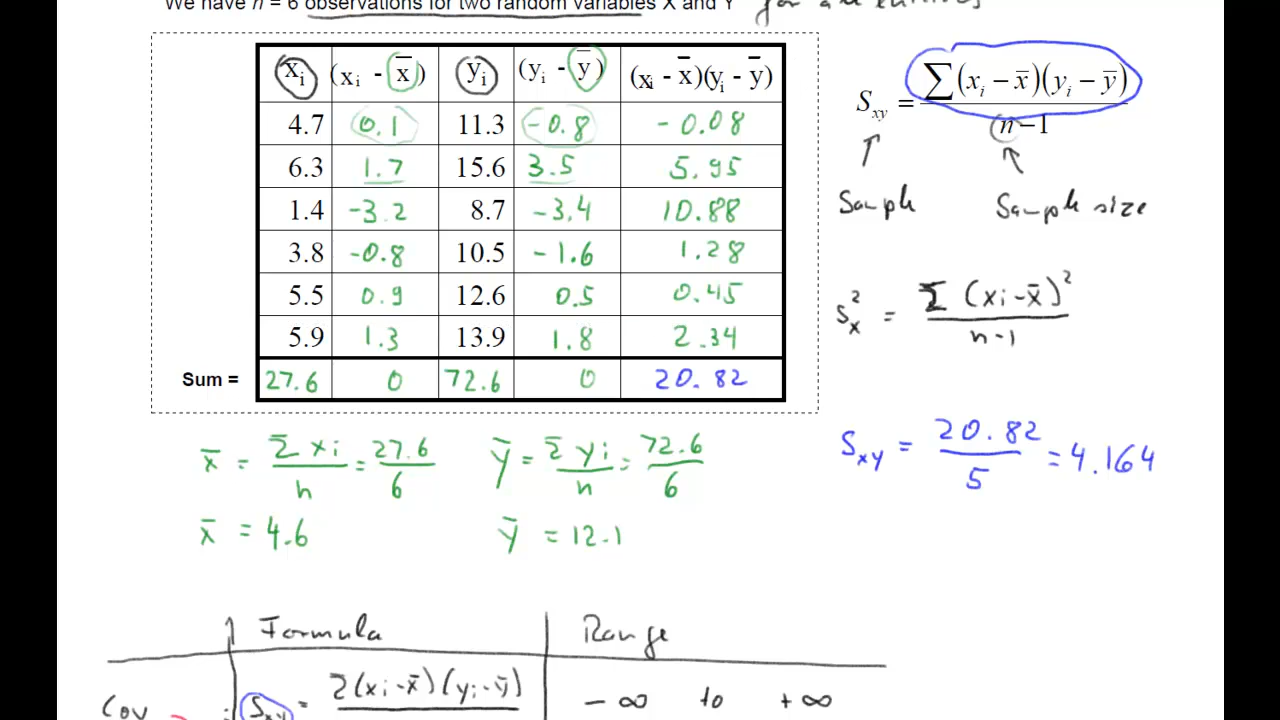 We have n = 6 observations for two random variables X and Y
xi (xi - x̄) yi (yi - ȳ) (xi - x̄)(yi - ȳ)
4.7 0.1 11.3 -0.8 -0.08
6.3 1.7 15.6 3.5 5.95
1.4 -3.2 8.7 -3.4 10.88
3.8 -0.8 10.5 -1.6 1.28
5.5 0.9 12.6 0.5 0.45
5.9 1.3 13.9 1.8 2.34
Sum = 27.6 0 72.6 0 20.82
Sxy = ∑(xi − x̄)(yi − ȳ) / n−1
Sample Sample size
Sx² = Σ (xi-x̄)² / n-1
Sxy = 20.82 / 5 = 4.164
x̄ = Σ xi / n = 27.6 / 6 ȳ = Σ yi / n = 72.6 / 6
x̄ = 4.6 ȳ = 12.1
Formula Range
Cov Sxy = Σ(xi-x̄)(yi-ȳ) -∞ to +∞